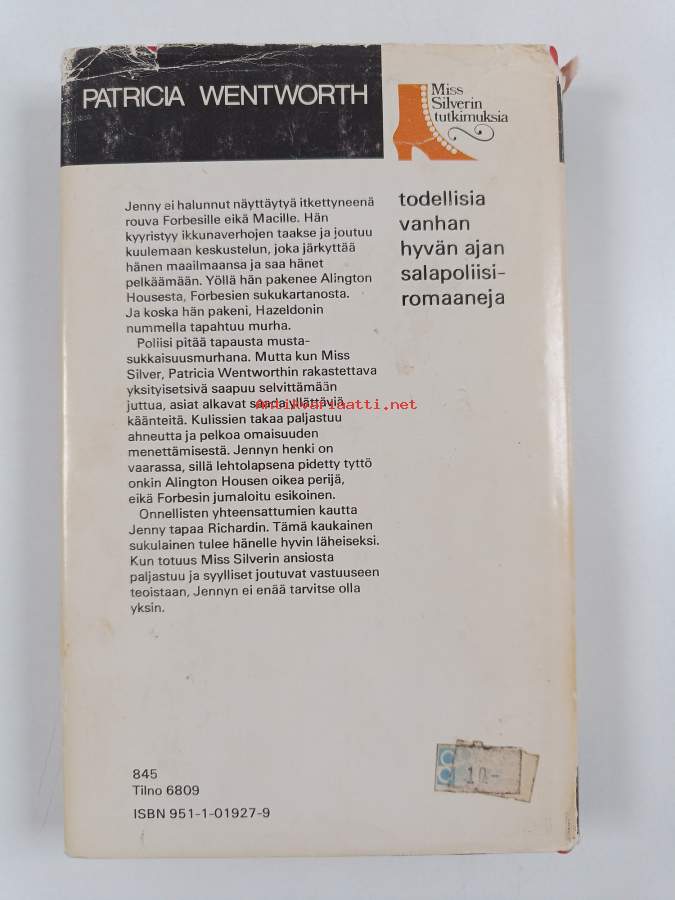 PATRICIA WENTWORTH
Miss
Silverin
tutkimuksia
Jenny ei halunnut näyttäytyä itkettyneenä
rouva Forbesille eikä Macille. Hän
kyyristyy ikkunaverhojen taakse ja joutuu
kuulemaan keskustelun, joka järkyttää
hänen maailmaansa ja saa hänet
pelkäämään. Yöllä hän pakenee Alington
Housesta, Forbesien sukukartanosta.
Ja koska hän pakeni, Hazeldonin
nummella tapahtuu murha.
Poliisi pitää tapausta musta-
sukkaisuusmurhana. Mutta kun Miss
Silver, Patricia Wentworthin rakastettava
yksityisetsivä saapuu selvittämään
juttua, asiat alkavat saada yllättäviä
käänteitä. Kulissien takaa paljastuu
ahneutta ja pelkoa omaisuuden
menettämisestä. Jennyn henki on
vaarassa, sillä lehtolapsena pidetty tyttö
onkin Alington Housen oikea perijä,
eikä Forbesin jumaloitu esikoinen.
Onnellisten yhteensattumien kautta
Jenny tapaa Richardin. Tämä kaukainen
sukulainen tulee hänelle hyvin läheiseksi.
Kun totuus Miss Silverin ansiosta
paljastuu ja syylliset joutuvat vastuuseen
teoistaan, Jennyn ei enää tarvitse olla
yksin.
todellisia
vanhan
hyvän ajan
salapoliisi-
romaaneja
Antikvariaatti.net
845
Tilno 6809
ISBN 951-1-01927-9
10-